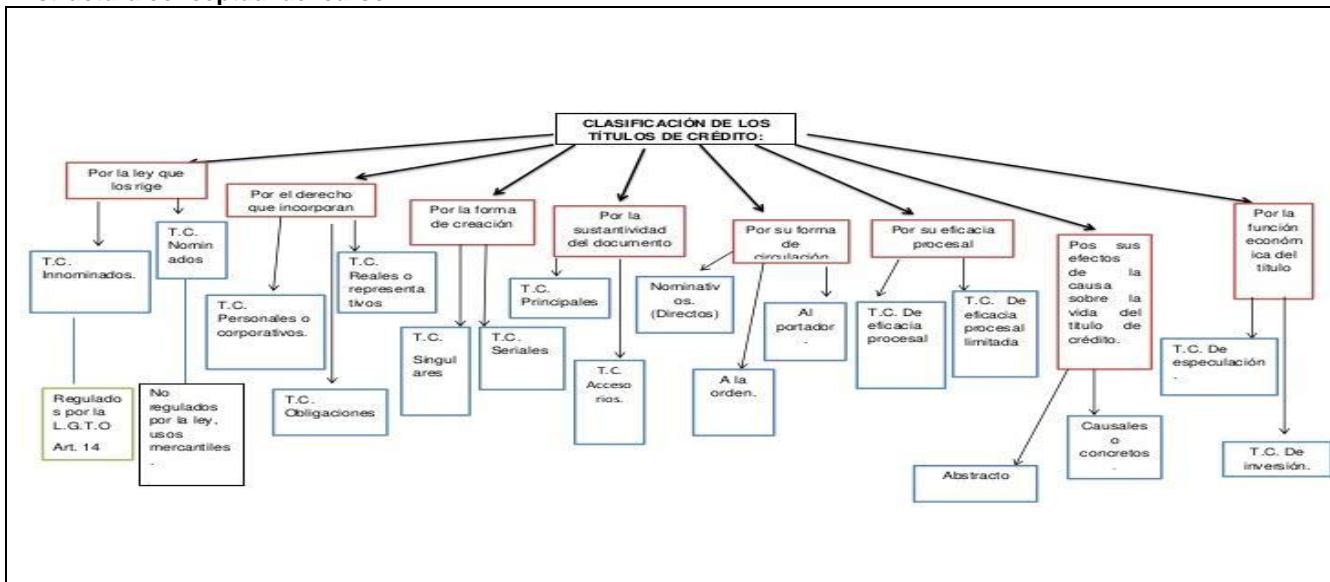 CLASIFICACIÓN DE LOS
TÍTULOS DE CRÉDITO:
Por la ley que
los rige
T.C.
Innominados.
Regulado
s por la
L.G.T.O
Art. 14
T.C.
Nomin
ados
No
regulados
por la ley,
usos
mercantiles
.
Por el derecho
que incorporan
T.C.
Personales o
corporativos.
T.C.
Obligaciones
T.C.
Reales o
representa
tivos
Por la forma
de creación
T.C.
Singul
ares
T.C.
Seriales
Por la
sustantividad
del documento
T.C.
Principales
T.C.
Acceso
rios.
Por su forma
de
circulación
Nominativ
os.
(Directos)
A la
orden.
Al
portador
.
Por su eficacia
procesal
T.C. De
eficacia
procesal
T.C. De
eficacia
procesal
limitada
Pos sus
efectos
de la
causa
sobre la
vida del
título de
crédito.
Abstracto
Causales
o
concretos
.
Por la
función
económ
ica del
título
T.C. De
especulación
.
T.C. De
inversión.